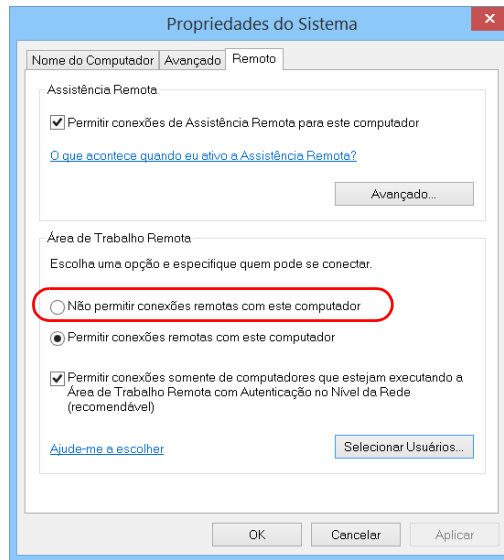 Propriedades do Sistema
Nome do Computador Avançado Remoto
Assistência Remota
Permitir conexões de Assistência Remota para este computador
O que acontece quando eu ativo a Assistência Remota?
Avançado...
Área de Trabalho Remota
Escolha uma opção e especifique quem pode se conectar.
Não permitir conexões remotas com este computador
Permitir conexões remotas com este computador
Permitir conexões somente de computadores que estejam executando a
Área de Trabalho Remota com Autenticação no Nível da Rede
(recomendável)
Ajude-me a escolher
Selecionar Usuários...
OK Cancelar Aplicar